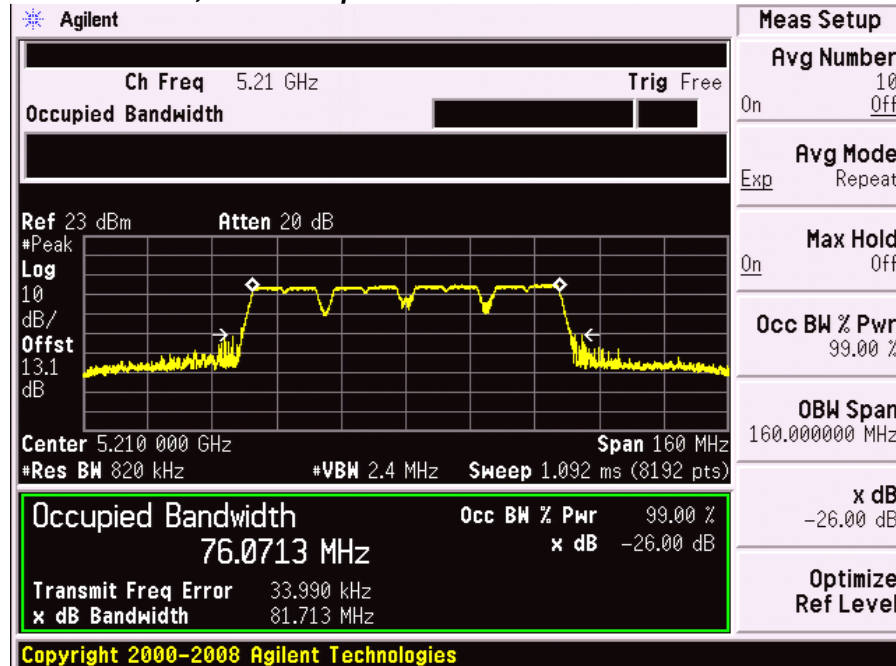 Agilent
Meas Setup
Ch Freq 5.21 GHz Trig Free
Occupied Bandwidth
Avg Number
10
On Off
Avg Mode
Exp Repeat
Max Hold
On Off
Occ BW % Pwr
99.00 %
OBW Span
160.000000 MHz
x dB
-26.00 dB
Optimize
Ref Level
Ref 23 dBm Atten 20 dB
#Peak
Log
10
dB/
Offst
13.1
dB
Center 5.210 000 GHz Span 160 MHz
#Res BW 820 kHz #VBW 2.4 MHz Sweep 1.092 ms (8192 pts)
Occupied Bandwidth Occ BW % Pwr 99.00 %
76.0713 MHz x dB -26.00 dB
Transmit Freq Error 33.990 kHz
x dB Bandwidth 81.713 MHz
Copyright 2000-2008 Agilent Technologies